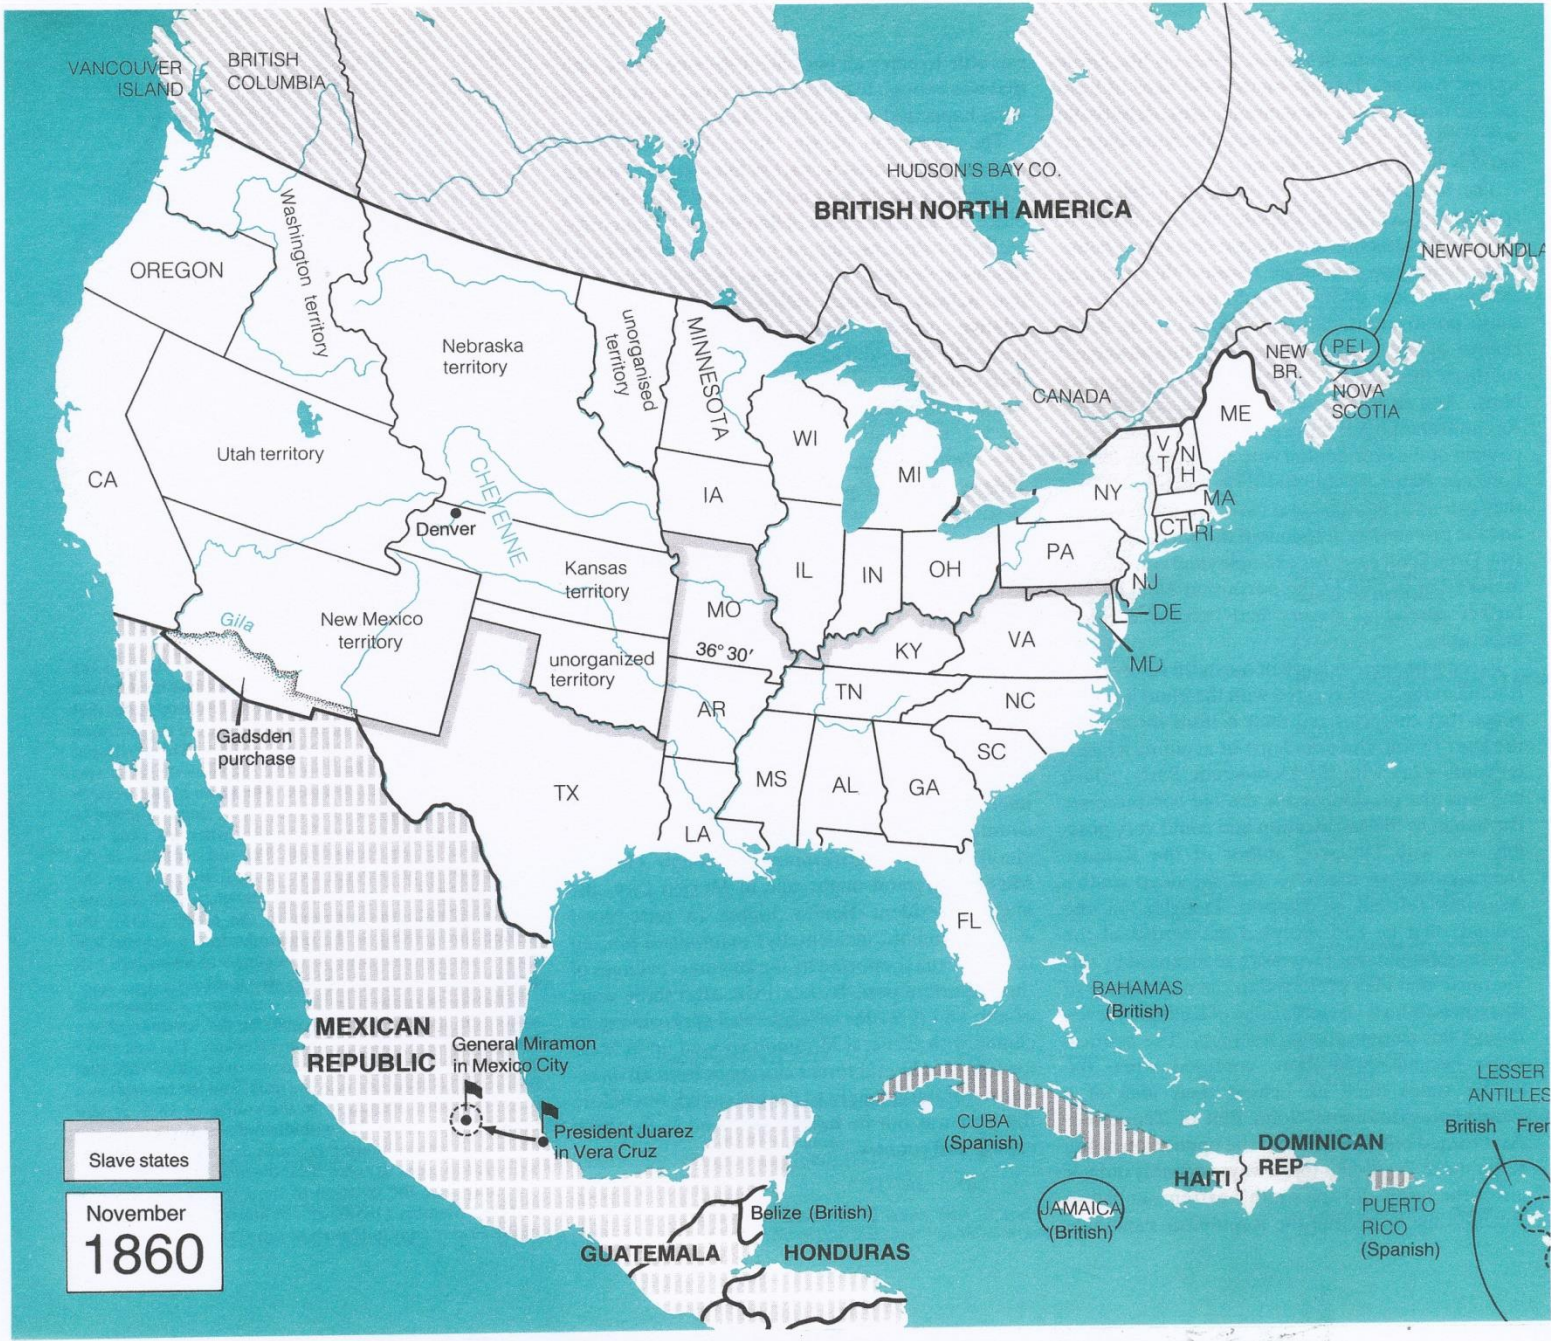 VANCOUVER
ISLAND
BRITISH
COLUMBIA
HUDSON'S BAY CO.
BRITISH NORTH AMERICA
NEWFOUNDLA
Washington territory
OREGON
Nebraska
territory
unorganised
territory
MINNESOTA
CANADA
NEW
BR.
PEI
NOVA
SCOTIA
ME
VT
NH
WI
MI
NY
MA
CT
RI
Utah territory
CA
CHEYENNE
IA
Denver
Kansas
territory
IL
IN
OH
PA
NJ
DE
MD
MO
36° 30′
KY
VA
Gila
New Mexico
territory
unorganized
territory
AR
TN
NC
SC
Gadsden
purchase
TX
LA
MS
AL
GA
FL
BAHAMAS
(British)
MEXICAN
REPUBLIC
General Miramon
in Mexico City
President Juarez
in Vera Cruz
CUBA
(Spanish)
HAITI
DOMINICAN
REP
LESSER
ANTILLES
British
Fren
JAMAICA
(British)
PUERTO
RICO
(Spanish)
Belize (British)
GUATEMALA
HONDURAS
Slave states
November
1860